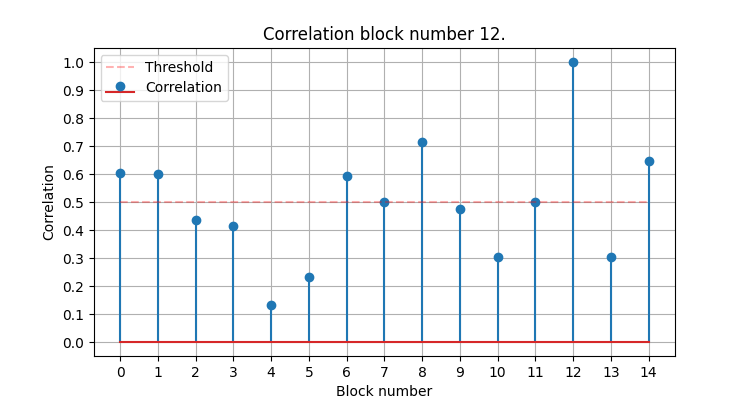 Correlation block number 12.
Threshold
Correlation
Correlation
1.0
0.9
0.8
0.7
0.6
0.5
0.4
0.3
0.2
0.1
0.0
0 1 2 3 4 5 6 7 8 9 10 11 12 13 14
Block number